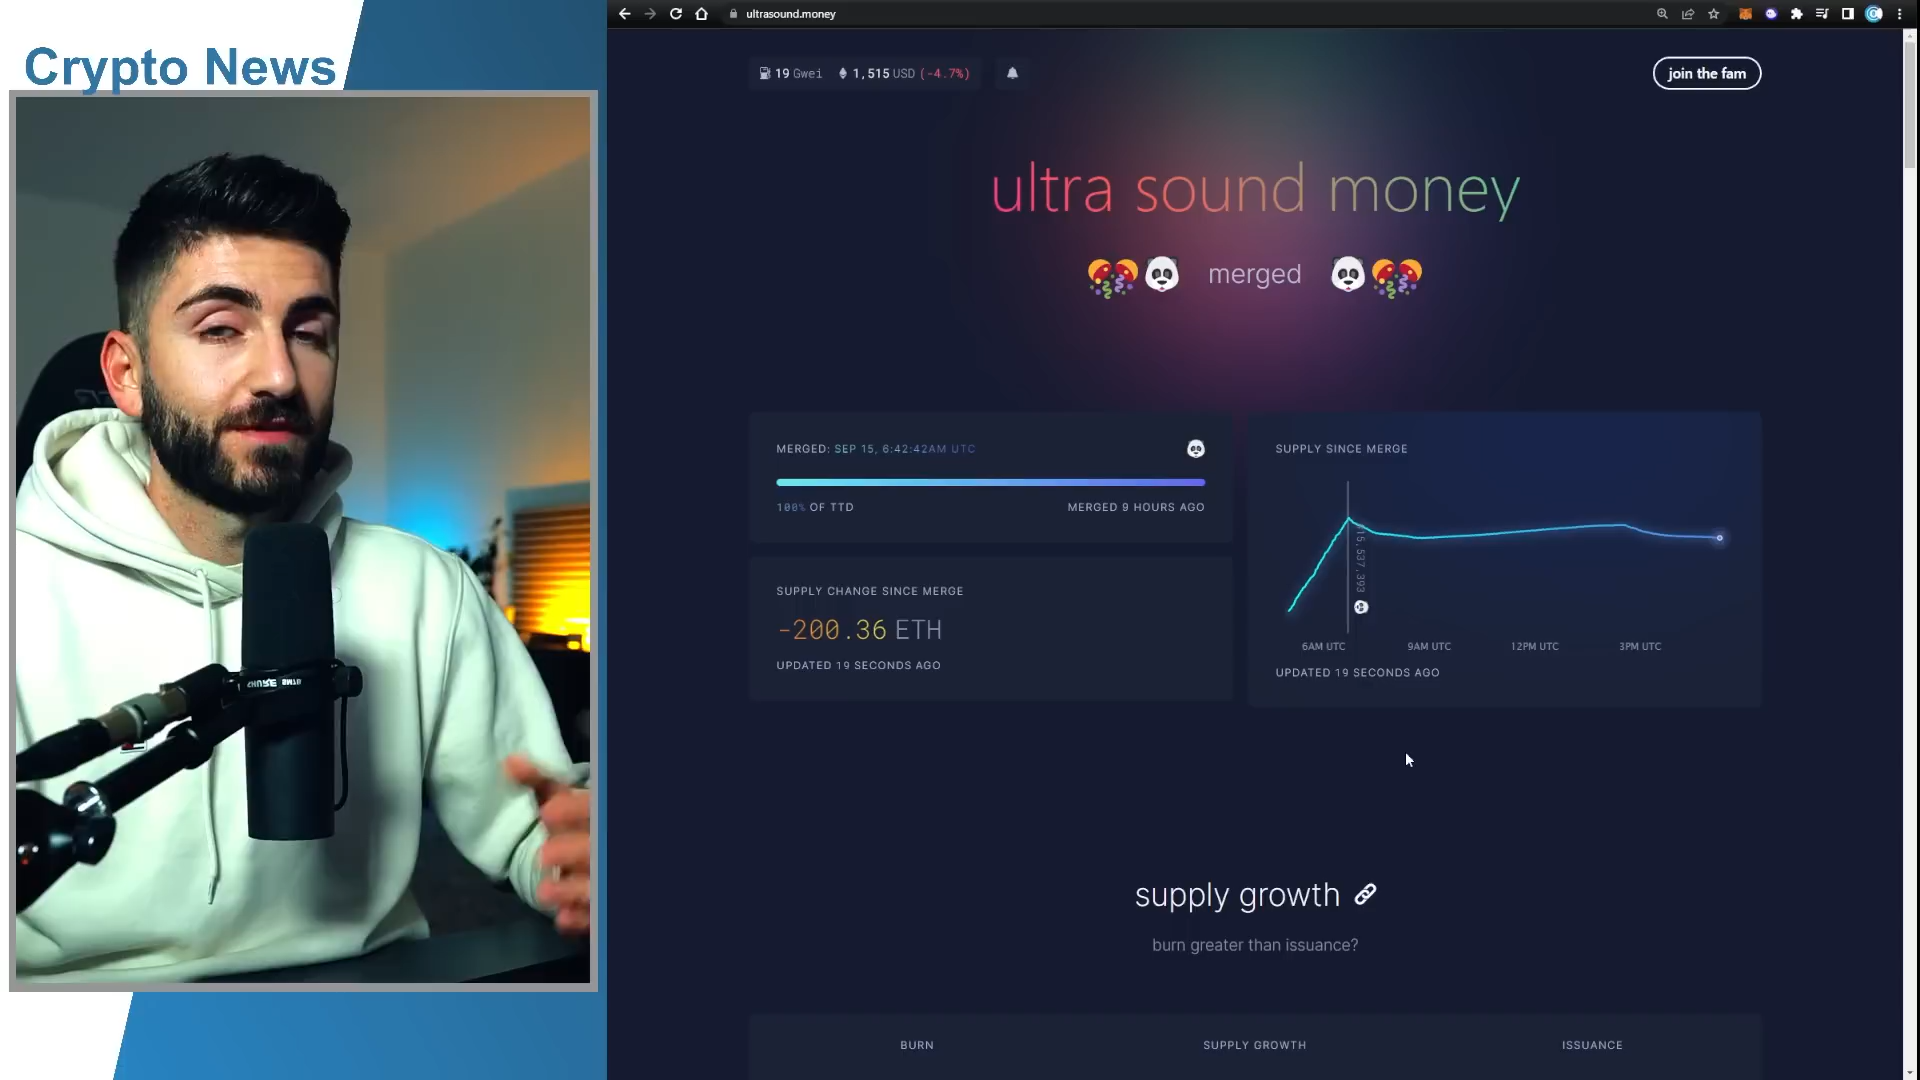 Crypto News
ultrasound.money
19 Gwei 1,515 USD (-4.7%)
join the fam
ultra sound money
merged
MERGED: SEP 15, 6:42:42AM UTC
100% OF TTD
MERGED 9 HOURS AGO
SUPPLY CHANGE SINCE MERGE
-200.36 ETH
UPDATED 19 SECONDS AGO
SUPPLY SINCE MERGE
15,537,393
6AM UTC 9AM UTC 12PM UTC 3PM UTC
UPDATED 19 SECONDS AGO
supply growth
burn greater than issuance?
BURN SUPPLY GROWTH ISSUANCE